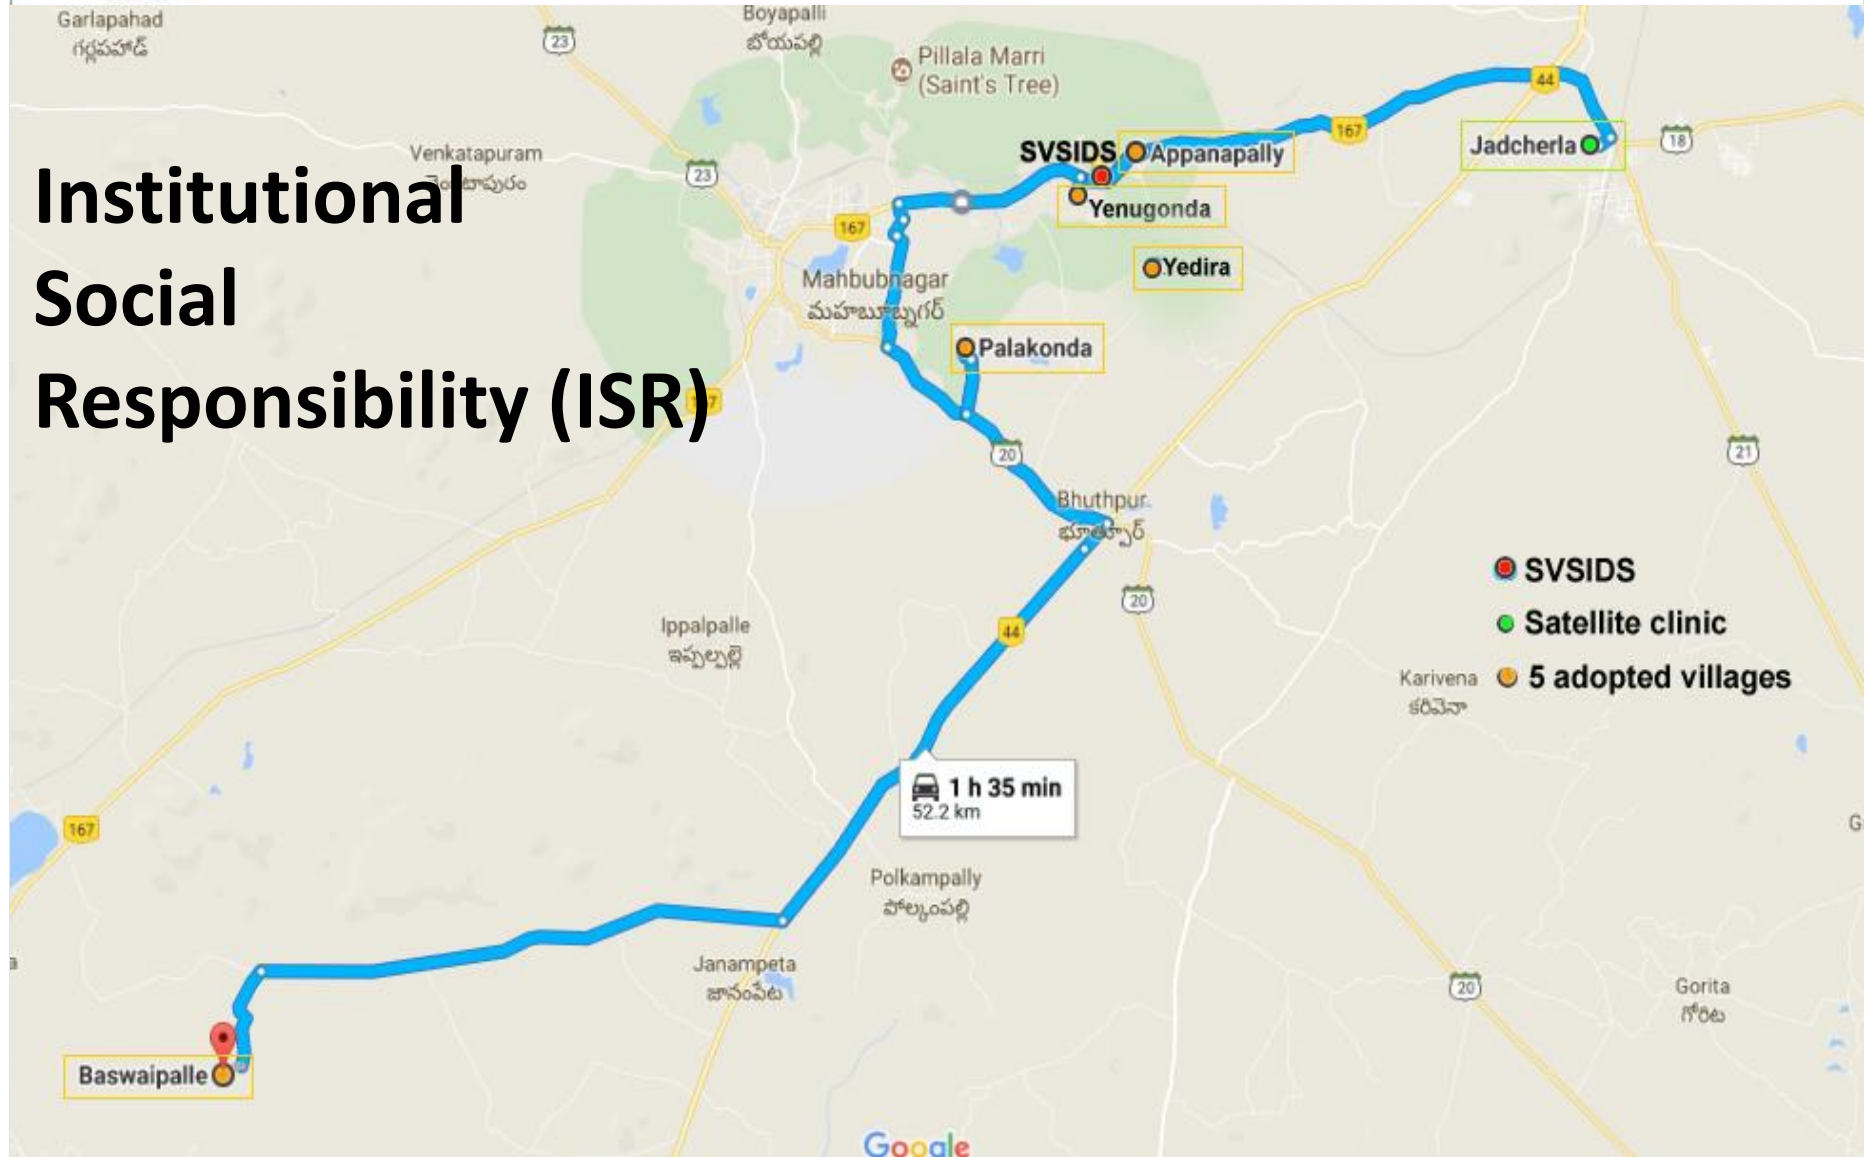 Garlapahad
గర్లపహాడ్
23
Boyapalli
బోయపల్లి
Pillala Marri
(Saint's Tree)
44
167
Jadcherla
18
SVSIDS
Appanapally
Venkatapuram
23
Institutional
Social
Responsibility (ISR)
Yenugonda
167
Yedira
Mahbubnagar
మహబూబ్నగర్
Palakonda
20
21
Bhuthpur
భూత్పూర్
SVSIDS
20
Satellite clinic
Ippalpalle
ఇప్పల్పల్లె
44
Karivena
కరివెనా
5 adopted villages
1 h 35 min
52.2 km
167
G
Polkampally
పోల్కంపల్లి
Janampeta
జానంపేట
20
Gorita
గోరిట
Baswaipalle
Google